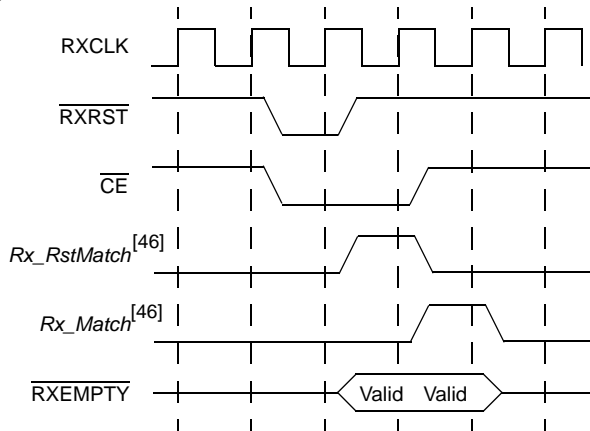 RXCLK
RXRST
CE
Rx_RstMatch[46]
Rx_Match[46]
RXEMPTY Valid Valid